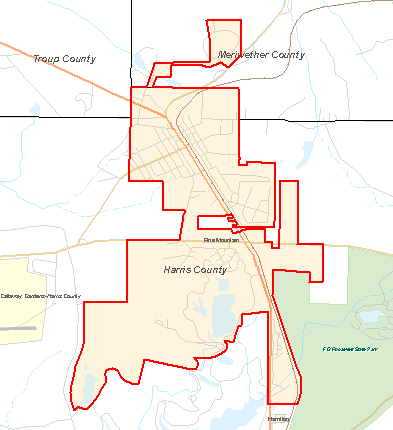 Meriwether County
Troup County
Pine Mountain
Harris County
Callaway Gardens-Harris County
F D Roosevelt State Park
Hamilton